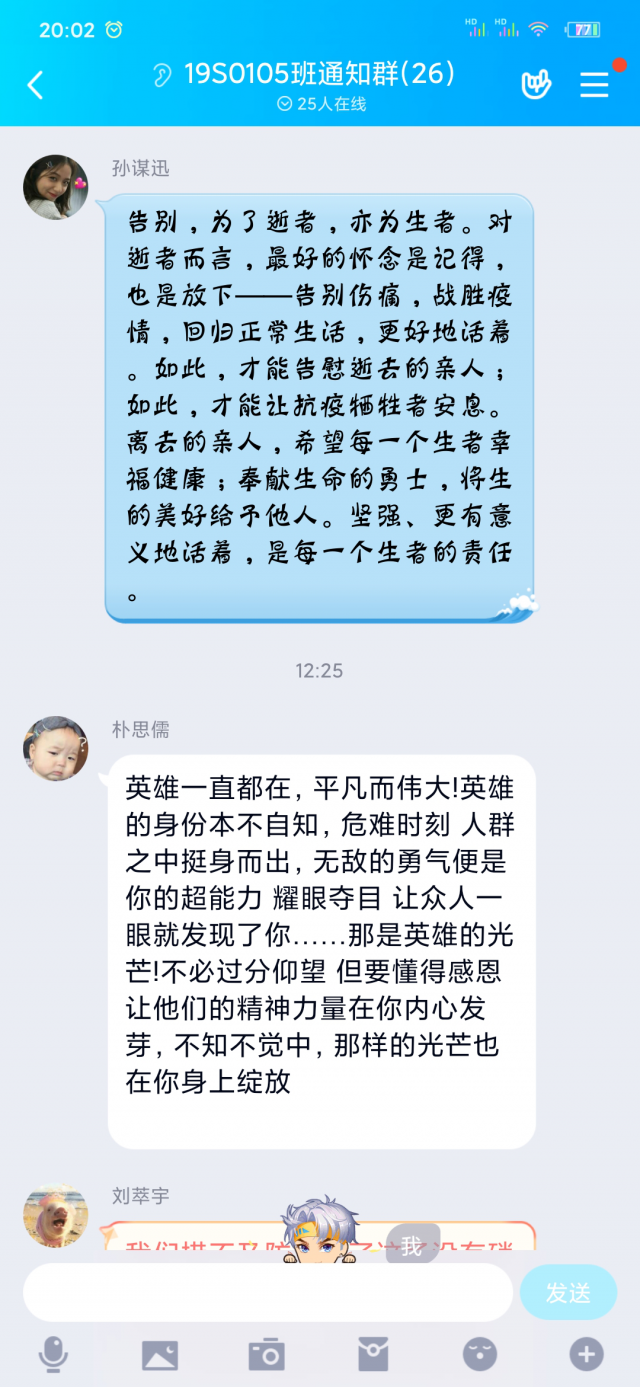 20:02
HD HD 77
19S0105班通知群(26)
25人在线
孙谋迅
告别，为了逝者，亦为生者。对
逝者而言，最好的怀念是记得，
也是放下——告别伤痛，战胜疫
情，回归正常生活，更好地活着
。如此，才能告慰逝去的亲人；
如此，才能让抗疫牺牲者安息。
离去的亲人，希望每一个生者幸
福健康；奉献生命的勇士，将生
的美好给予他人。坚强、更有意
义地活着，是每一个生者的责任
。
12:25
朴思儒
英雄一直都在, 平凡而伟大!英雄
的身份本不自知, 危难时刻 人群
之中挺身而出, 无敌的勇气便是
你的超能力 耀眼夺目 让众人一
眼就发现了你……那是英雄的光
芒!不必过分仰望 但要懂得感恩
让他们的精神力量在你内心发
芽, 不知不觉中, 那样的光芒也
在你身上绽放
刘萃宇
我
发送